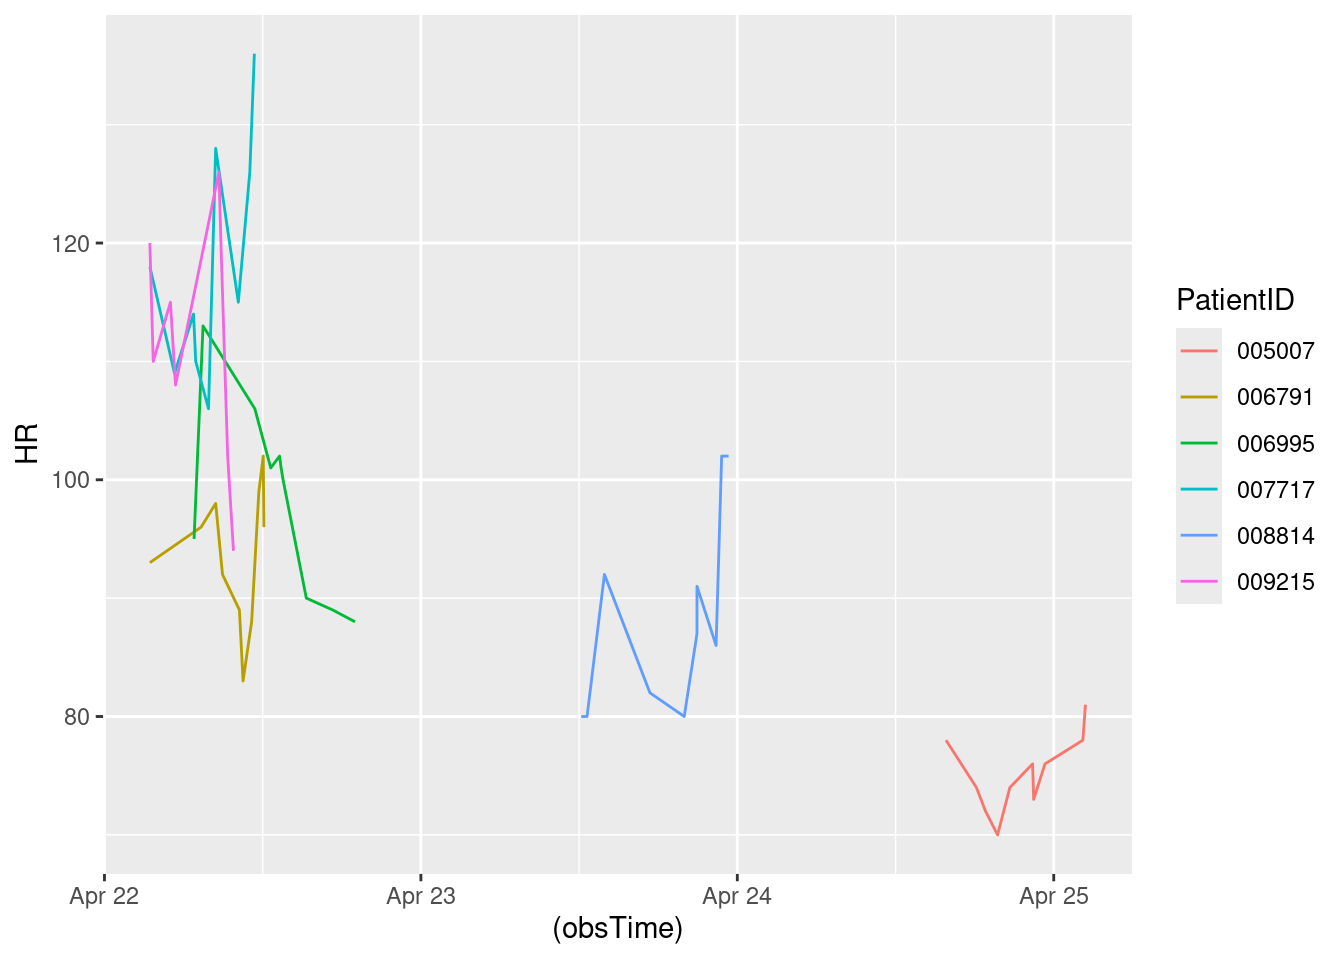 120
100
80
HR
Apr 22
Apr 23
Apr 24
Apr 25
(obsTime)
PatientID
005007
006791
006995
007717
008814
009215